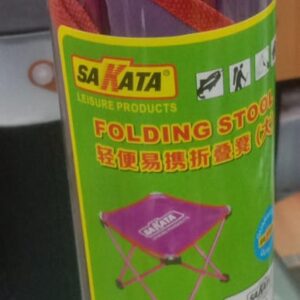 SAKATA®
LEISURE PRODUCTS
FOLDING STOOL
轻便易携折叠凳
SAKATA